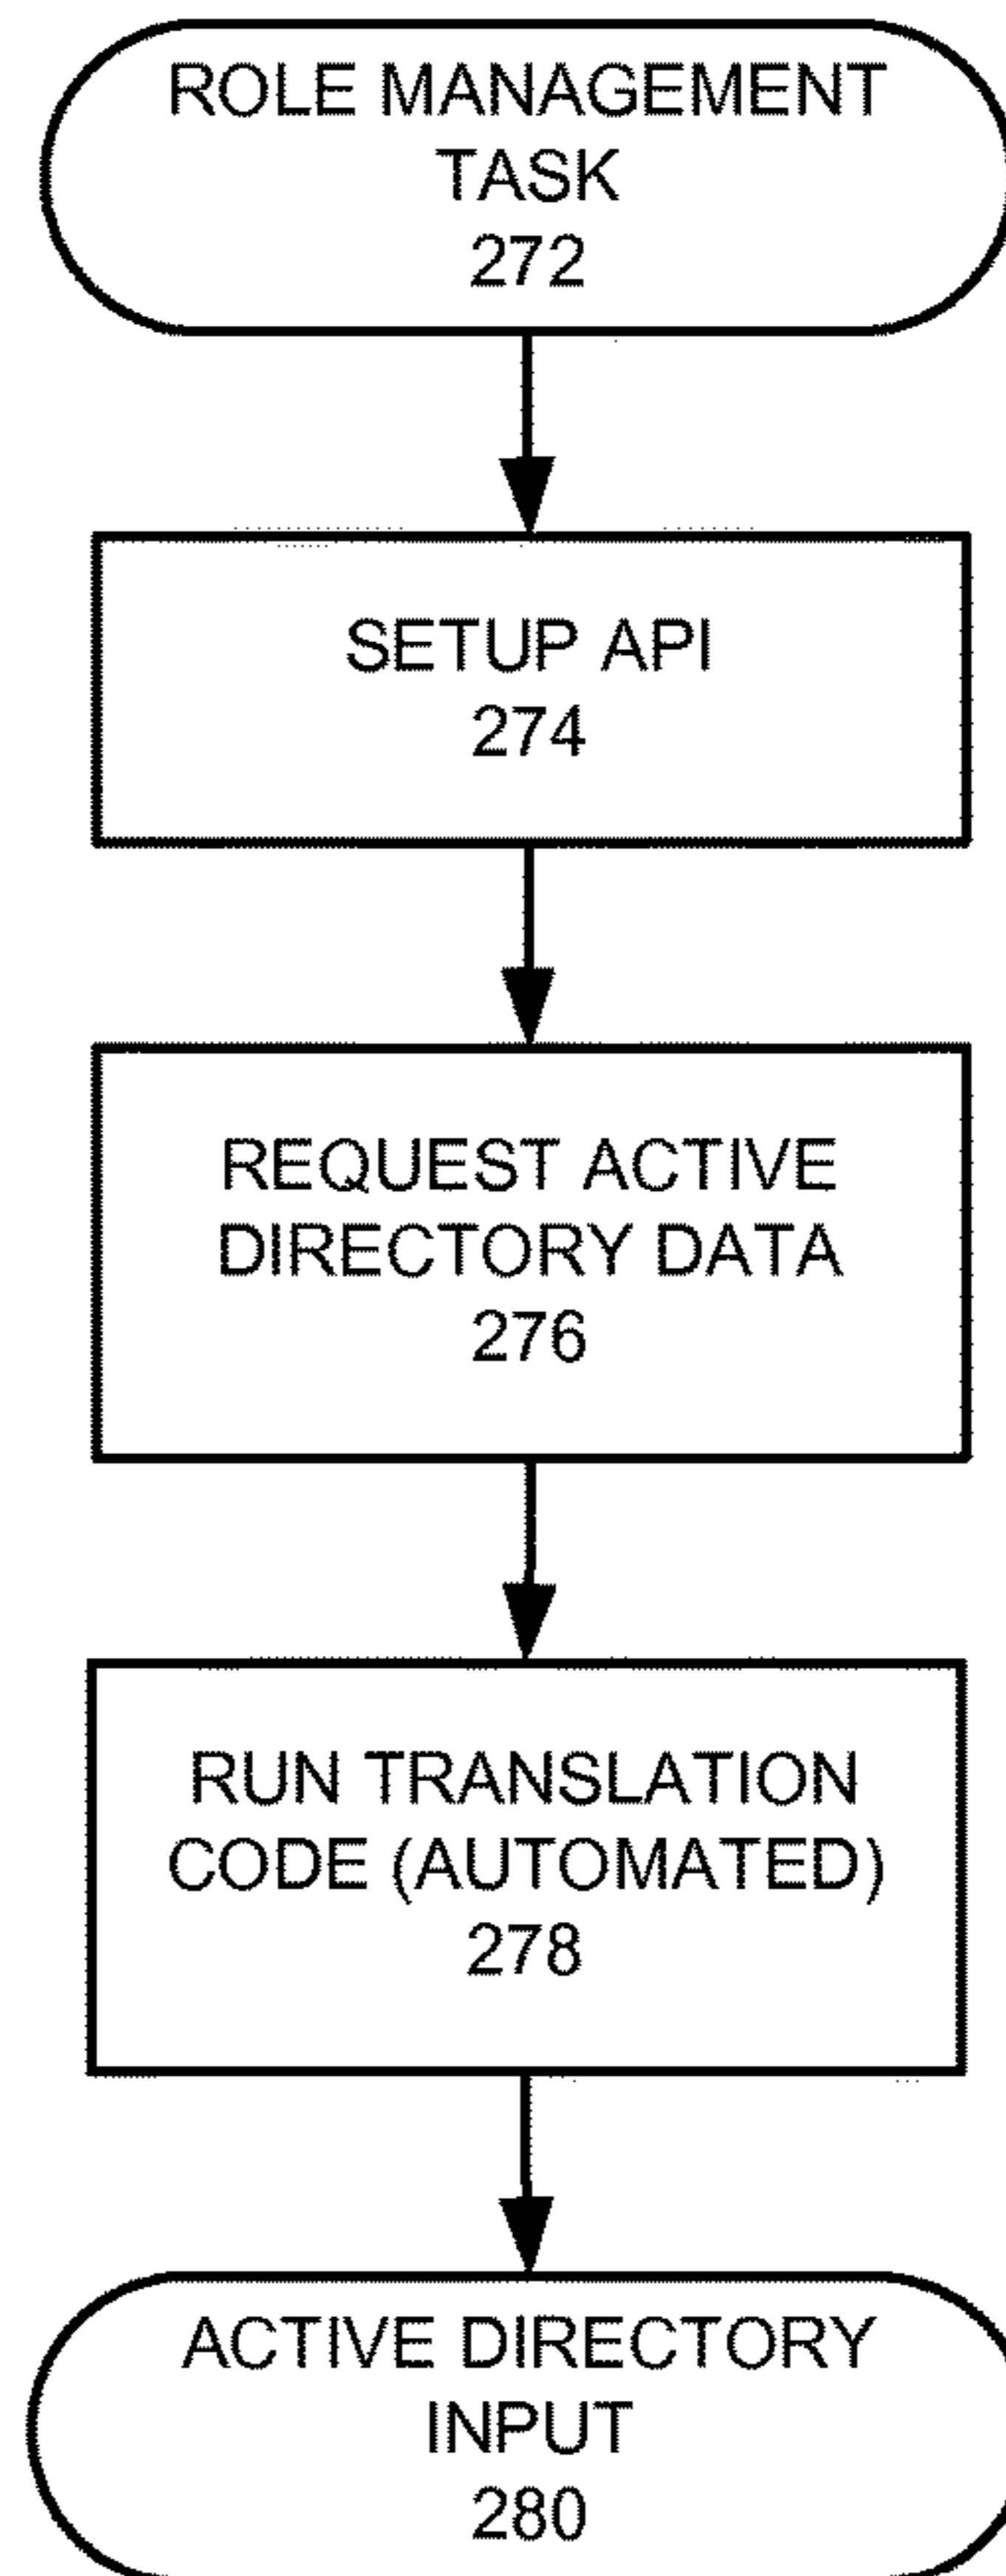 ROLE MANAGEMENT
TASK
272
SETUP API
274
REQUEST ACTIVE
DIRECTORY DATA
276
RUN TRANSLATION
CODE (AUTOMATED)
278
ACTIVE DIRECTORY
INPUT
280